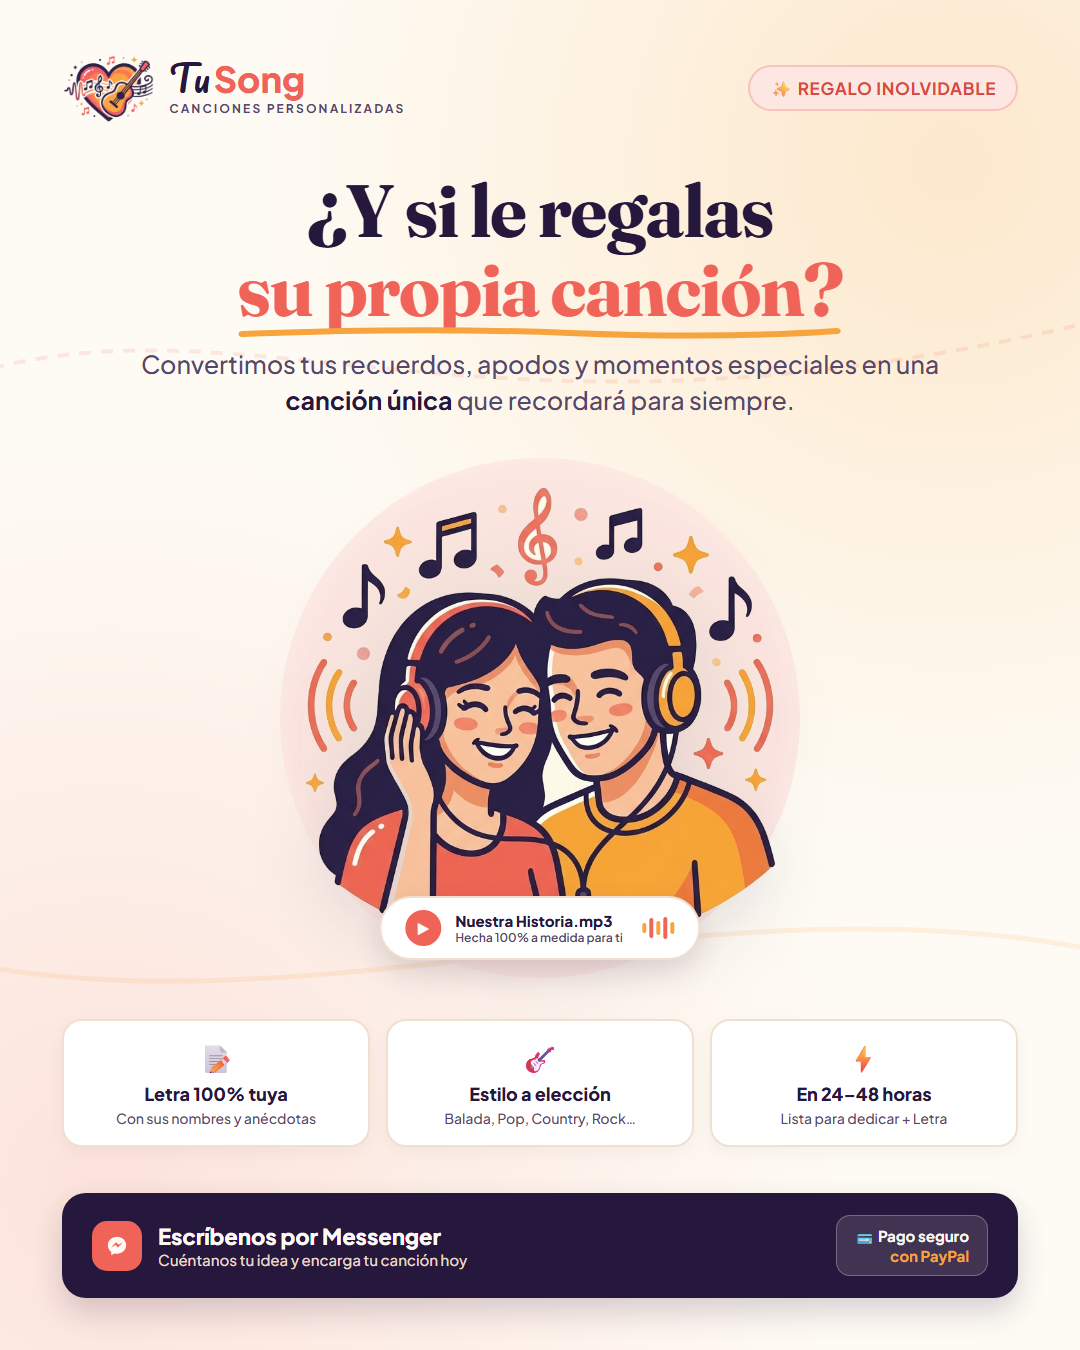 TuSong
CANCIONES PERSONALIZADAS
✨ REGALO INOLVIDABLE
¿Y si le regalas
su propia canción?
Convertimos tus recuerdos, apodos y momentos especiales en una
canción única que recordará para siempre.
Nuestra Historia.mp3
Hecha 100% a medida para ti
Letra 100% tuya
Con sus nombres y anécdotas
Estilo a elección
Balada, Pop, Country, Rock...
En 24–48 horas
Lista para dedicar + Letra
Escríbenos por Messenger
Cuéntanos tu idea y encarga tu canción hoy
Pago seguro
con PayPal